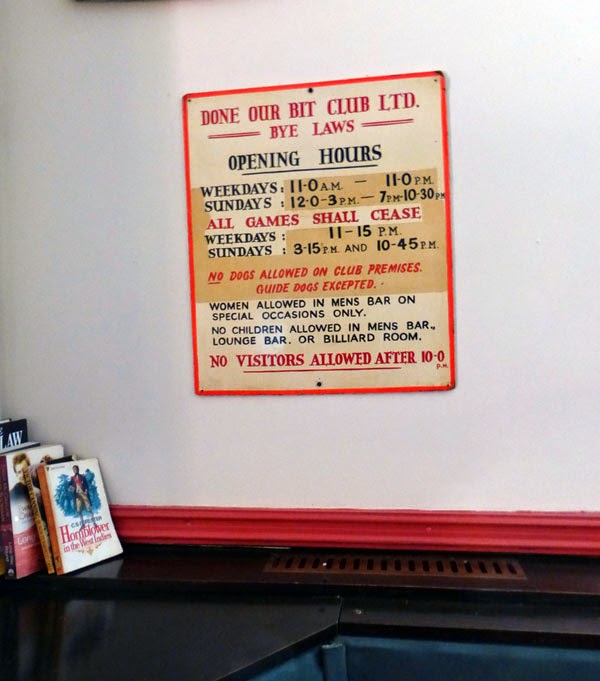 DONE OUR BIT CLUB LTD.
BYE LAWS
OPENING HOURS
WEEKDAYS: 11-0 A.M. — 11-0 P.M.
SUNDAYS: 12-0-3 P.M. — 7P.M-10-30P.M
ALL GAMES SHALL CEASE
WEEKDAYS: 11-15 P.M.
SUNDAYS: 3-15 P.M. AND 10-45 P.M.
NO DOGS ALLOWED ON CLUB PREMISES.
GUIDE DOGS EXCEPTED.
WOMEN ALLOWED IN MENS BAR ON
SPECIAL OCCASIONS ONLY.
NO CHILDREN ALLOWED IN MENS BAR.,
LOUNGE BAR. OR BILLIARD ROOM.
NO VISITORS ALLOWED AFTER 10-0 P.M.
LAW
Hornblower
in the West Indies